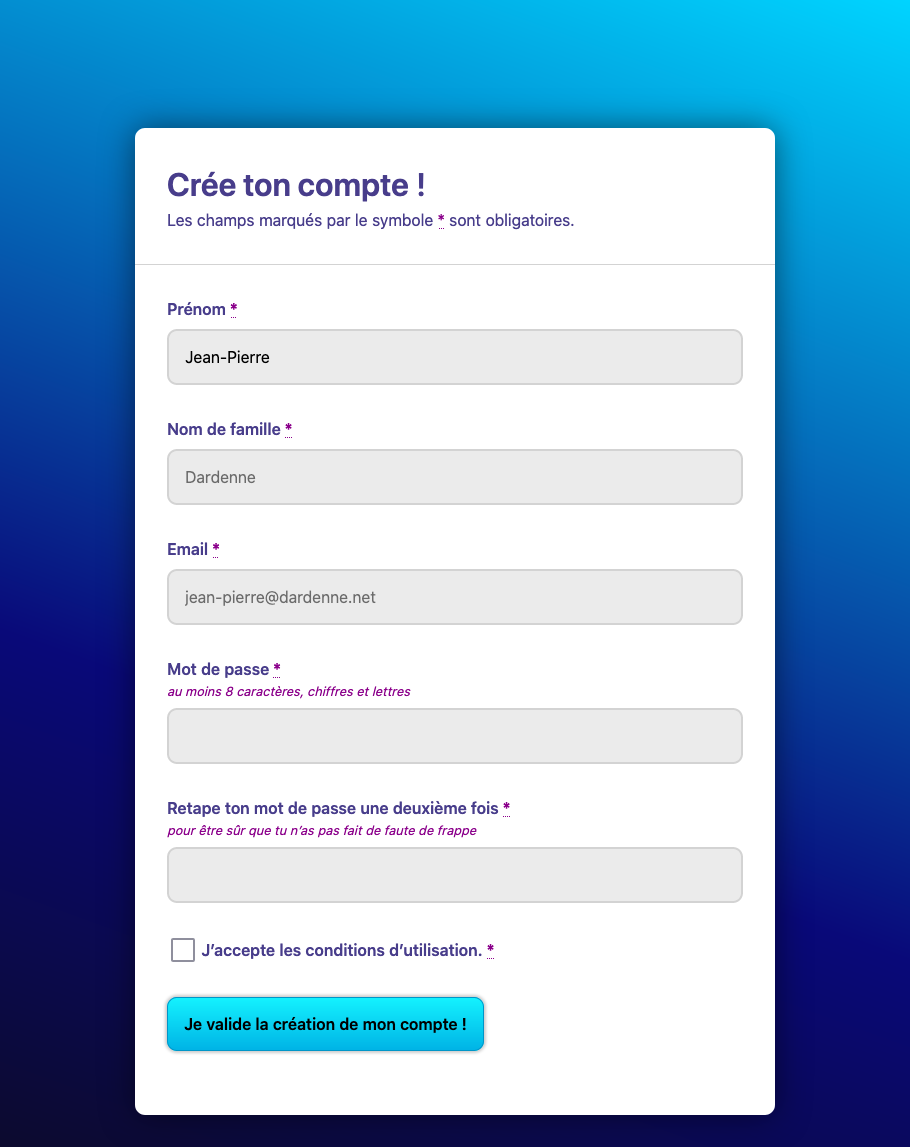 Crée ton compte !
Les champs marqués par le symbole * sont obligatoires.
Prénom *
Jean-Pierre
Nom de famille *
Dardenne
Email *
jean-pierre@dardenne.net
Mot de passe *
au moins 8 caractères, chiffres et lettres
Retape ton mot de passe une deuxième fois *
pour être sûr que tu n’as pas fait de faute de frappe
J’accepte les conditions d’utilisation. *
Je valide la création de mon compte !